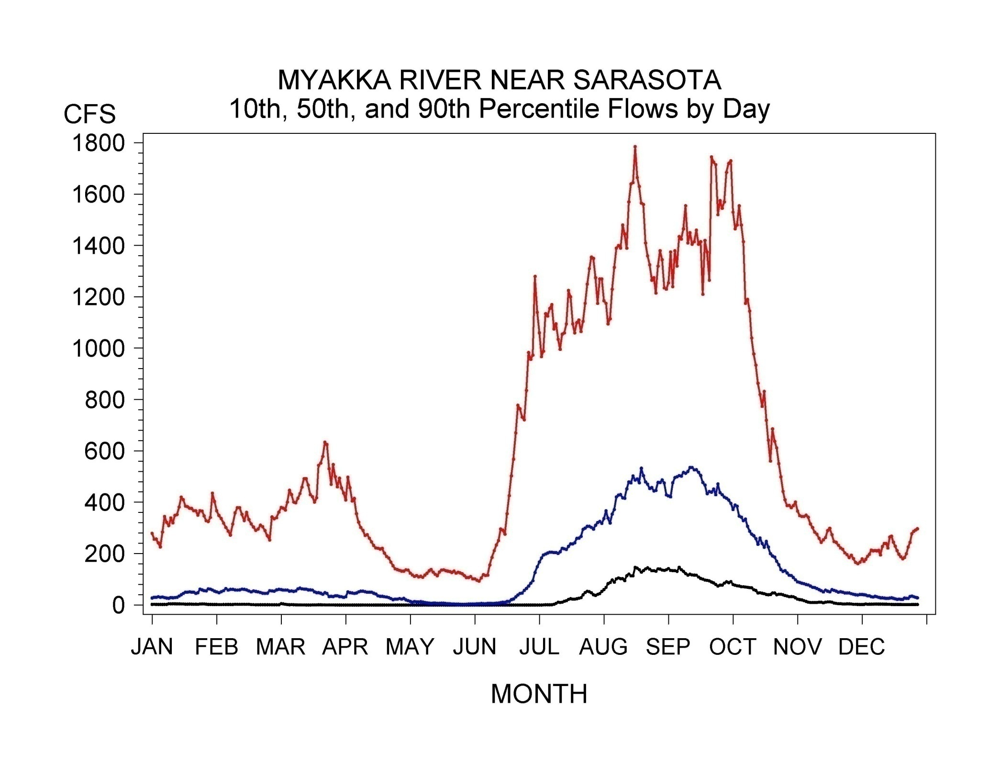 MYAKKA RIVER NEAR SARASOTA
10th, 50th, and 90th Percentile Flows by Day
CFS
1800
1600
1400
1200
1000
800
600
400
200
0
JAN FEB MAR APR MAY JUN JUL AUG SEP OCT NOV DEC
MONTH